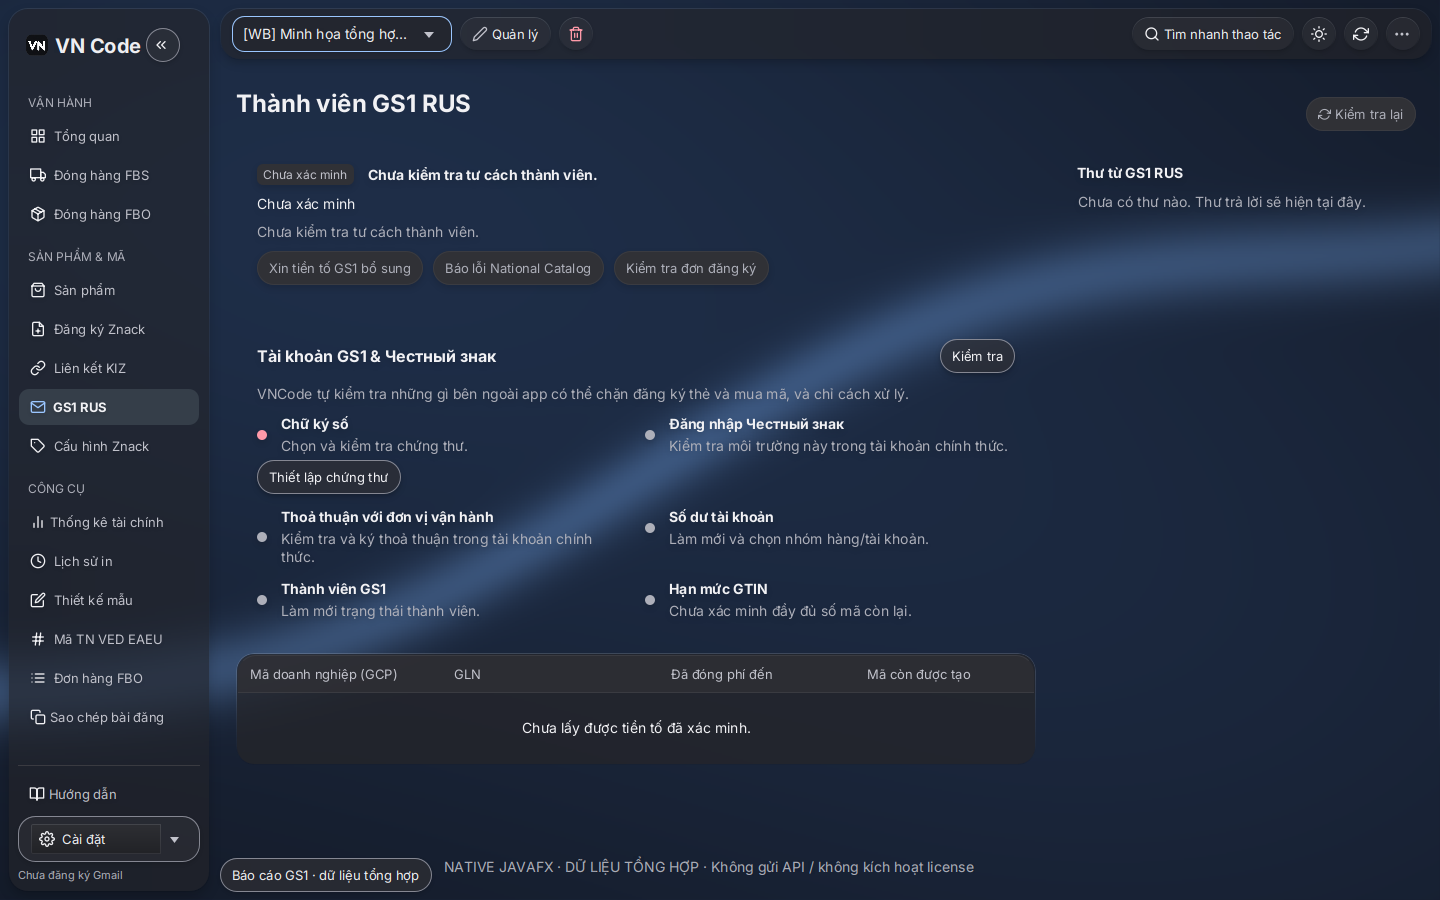 VN VN Code
VẬN HÀNH
Tổng quan
Đóng hàng FBS
Đóng hàng FBO
SẢN PHẨM & MÃ
Sản phẩm
Đăng ký Znack
Liên kết KIZ
GS1 RUS
Cấu hình Znack
CÔNG CỤ
Thống kê tài chính
Lịch sử in
Thiết kế mẫu
Mã TN VED EAEU
Đơn hàng FBO
Sao chép bài đăng
Hướng dẫn
Cài đặt
Chưa đăng ký Gmail
[WB] Minh họa tổng hợ...
Quản lý
Tìm nhanh thao tác
Thành viên GS1 RUS
Kiểm tra lại
Chưa xác minh
Chưa kiểm tra tư cách thành viên.
Chưa xác minh
Chưa kiểm tra tư cách thành viên.
Xin tiền tố GS1 bổ sung
Báo lỗi National Catalog
Kiểm tra đơn đăng ký
Thư từ GS1 RUS
Chưa có thư nào. Thư trả lời sẽ hiện tại đây.
Tài khoản GS1 & Честный знак
Kiểm tra
VNCode tự kiểm tra những gì bên ngoài app có thể chặn đăng ký thẻ và mua mã, và chỉ cách xử lý.
Chữ ký số
Chọn và kiểm tra chứng thư.
Thiết lập chứng thư
Đăng nhập Честный знак
Kiểm tra môi trường này trong tài khoản chính thức.
Thoả thuận với đơn vị vận hành
Kiểm tra và ký thoả thuận trong tài khoản chính
thức.
Số dư tài khoản
Làm mới và chọn nhóm hàng/tài khoản.
Thành viên GS1
Làm mới trạng thái thành viên.
Hạn mức GTIN
Chưa xác minh đầy đủ số mã còn lại.
Mã doanh nghiệp (GCP)
GLN
Đã đóng phí đến
Mã còn được tạo
Chưa lấy được tiền tố đã xác minh.
Báo cáo GS1 · dữ liệu tổng hợp
NATIVE JAVAFX · DỮ LIỆU TỔNG HỢP · Không gửi API / không kích hoạt license